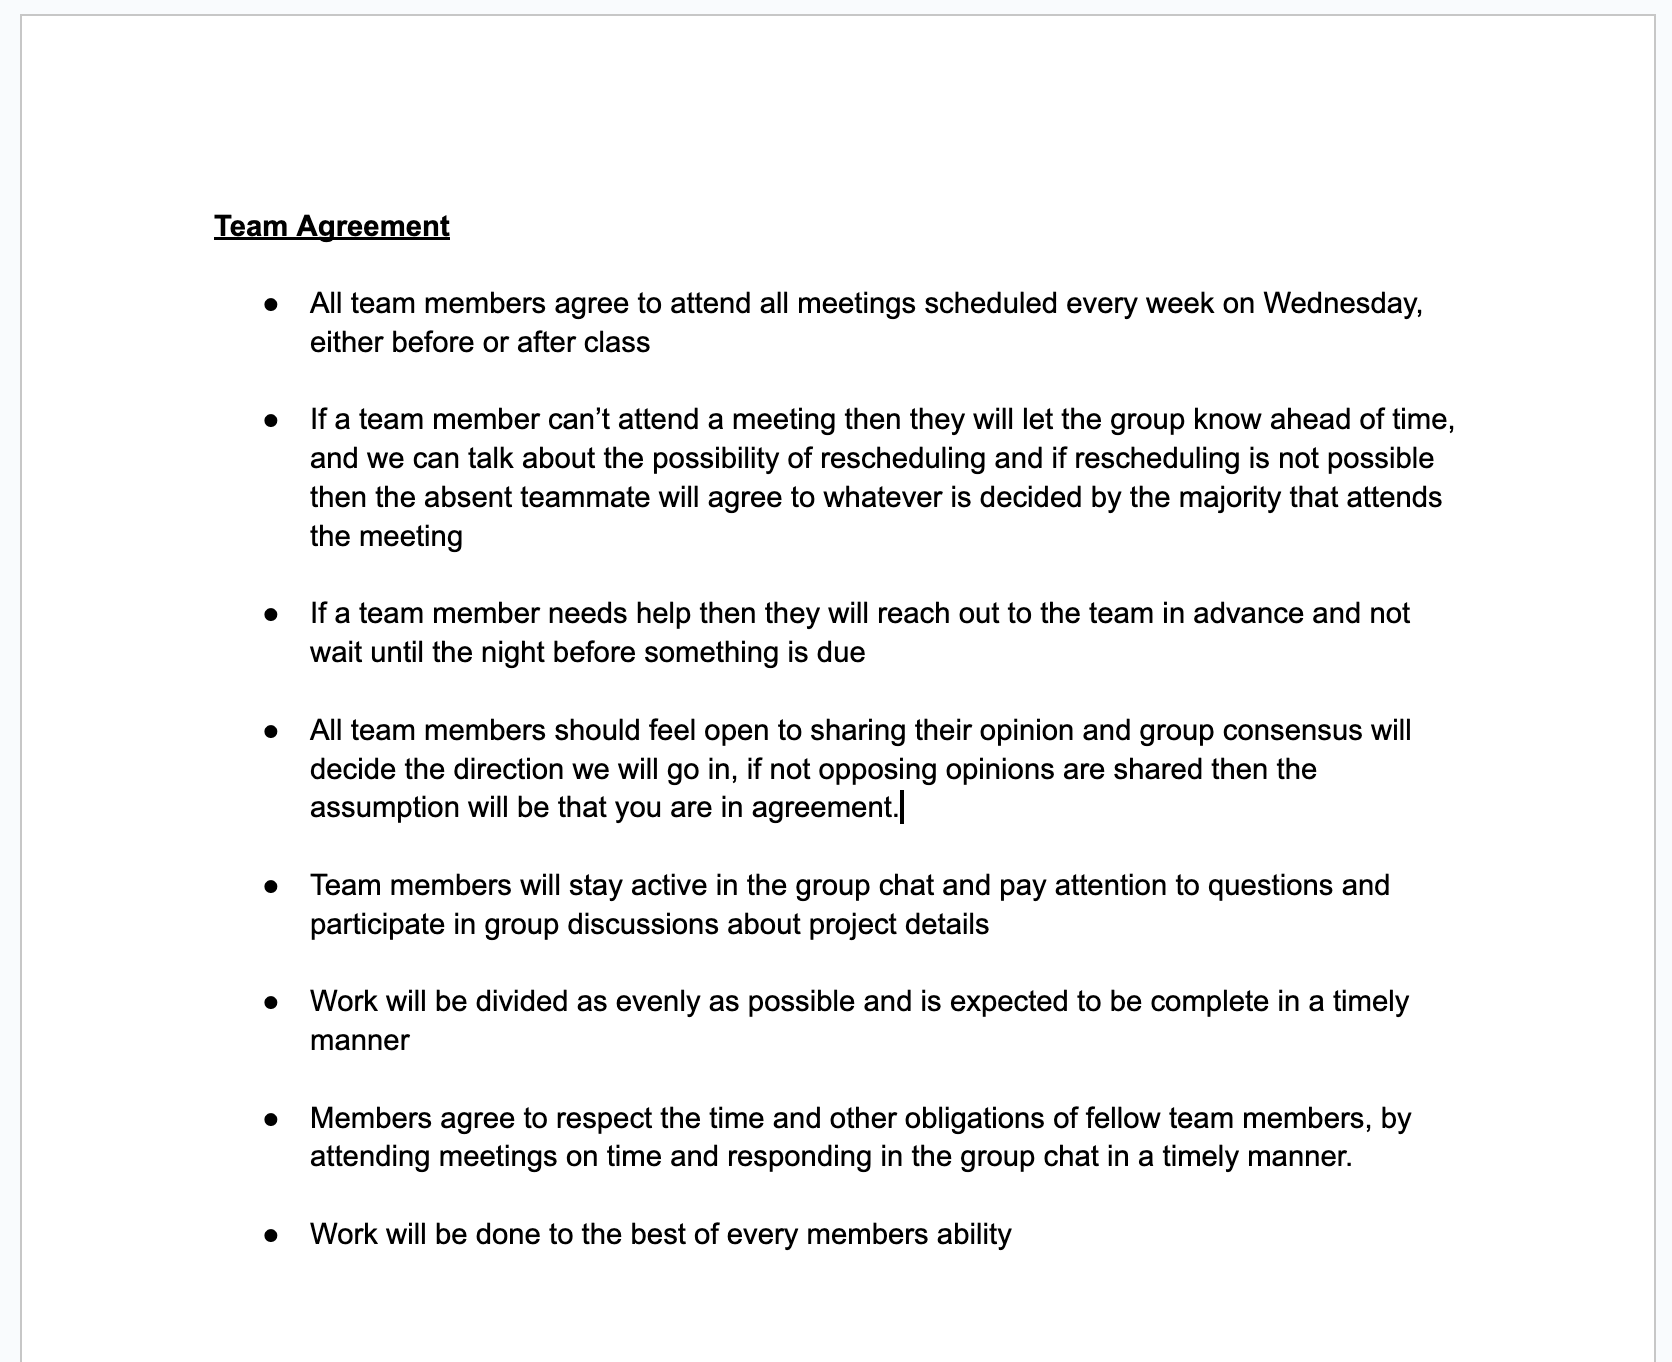 Team Agreement
● All team members agree to attend all meetings scheduled every week on Wednesday,
either before or after class
● If a team member can’t attend a meeting then they will let the group know ahead of time,
and we can talk about the possibility of rescheduling and if rescheduling is not possible
then the absent teammate will agree to whatever is decided by the majority that attends
the meeting
● If a team member needs help then they will reach out to the team in advance and not
wait until the night before something is due
● All team members should feel open to sharing their opinion and group consensus will
decide the direction we will go in, if not opposing opinions are shared then the
assumption will be that you are in agreement.
● Team members will stay active in the group chat and pay attention to questions and
participate in group discussions about project details
● Work will be divided as evenly as possible and is expected to be complete in a timely
manner
● Members agree to respect the time and other obligations of fellow team members, by
attending meetings on time and responding in the group chat in a timely manner.
● Work will be done to the best of every members ability